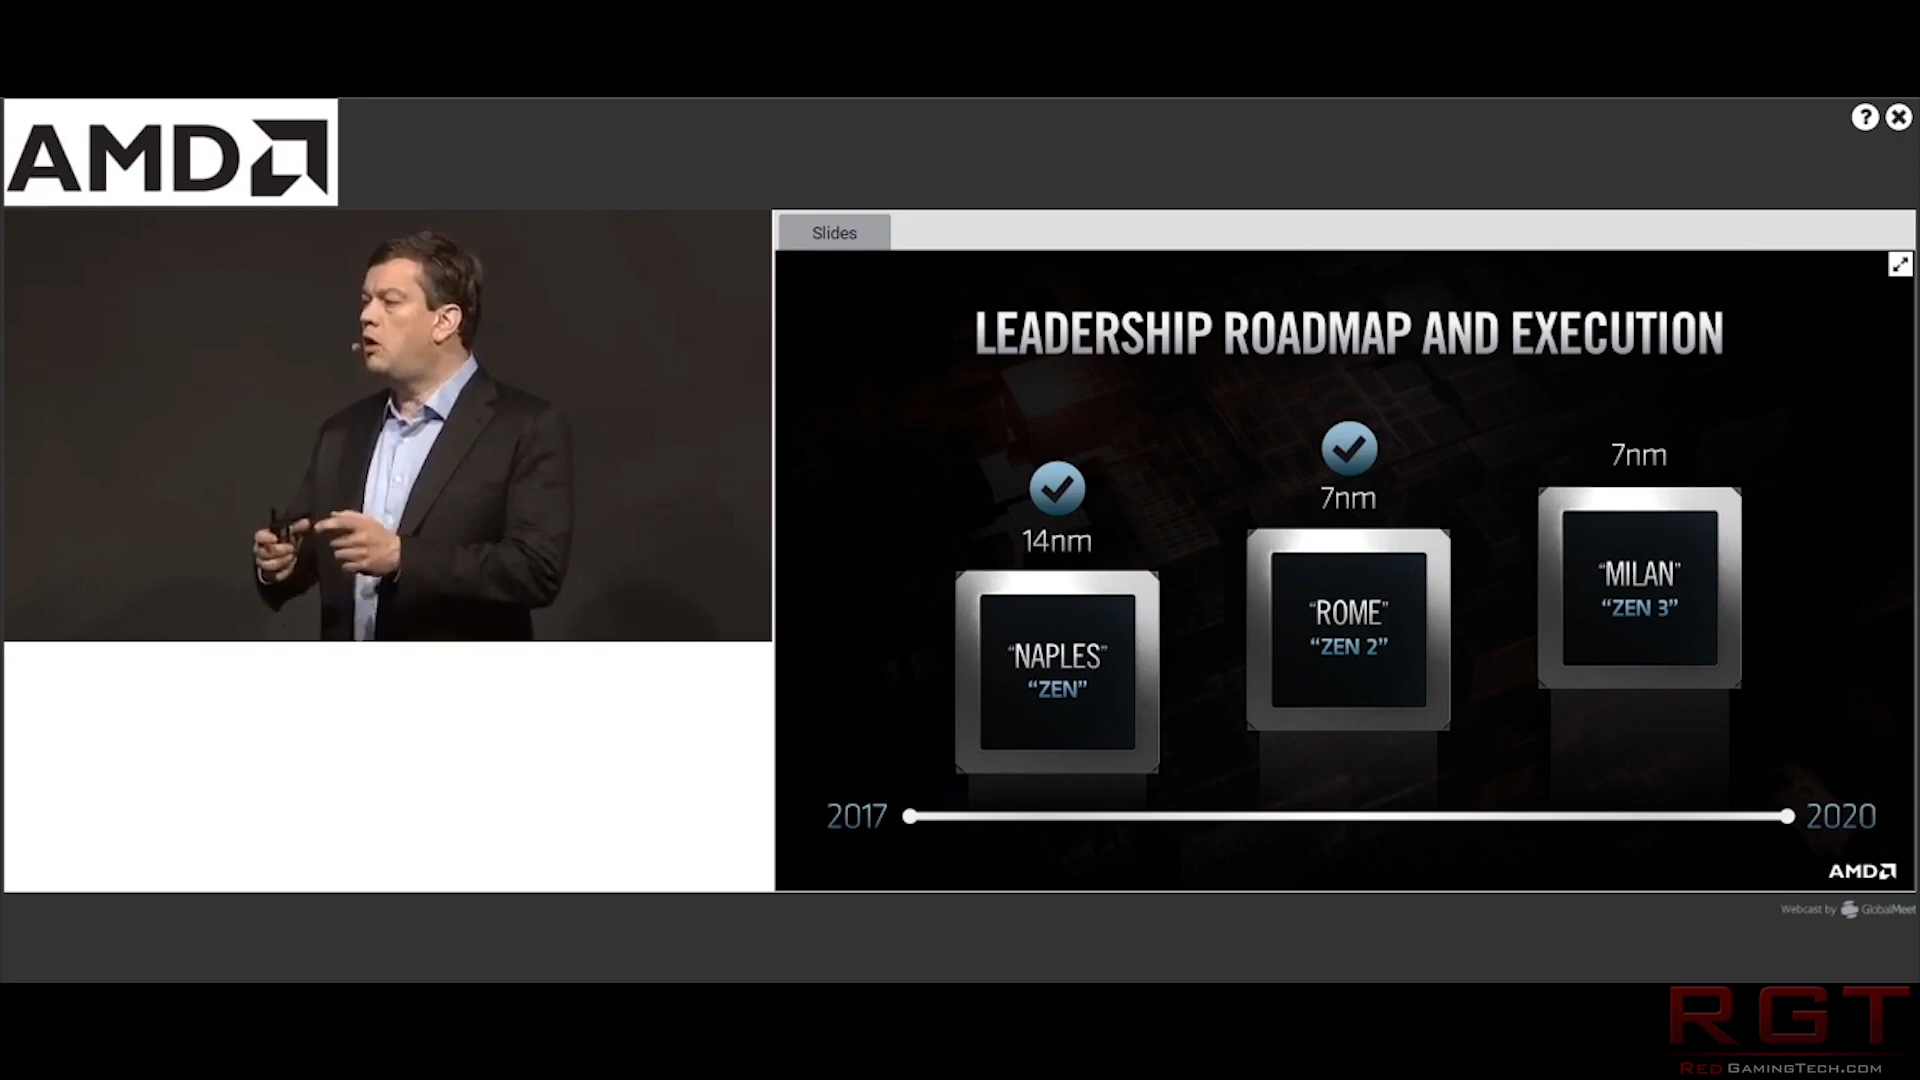 AMD
? ✖
Slides
LEADERSHIP ROADMAP AND EXECUTION
14nm
"NAPLES"
"ZEN"
7nm
"ROME"
"ZEN 2"
7nm
"MILAN"
"ZEN 3"
2017
2020
AMD
Webcast by GlobalMeet
RGT
REDGAMINGTECH.COM